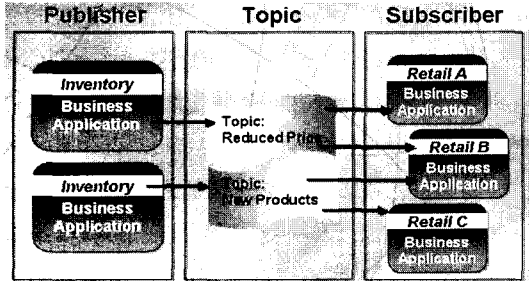 Publisher
Topic
Subscriber
Inventory
Business
Application
Inventory
Business
Application
Topic:
Reduced Price
Topic:
New Products
Retail A
Business
Application
Retail B
Business
Application
Retail C
Business
Application